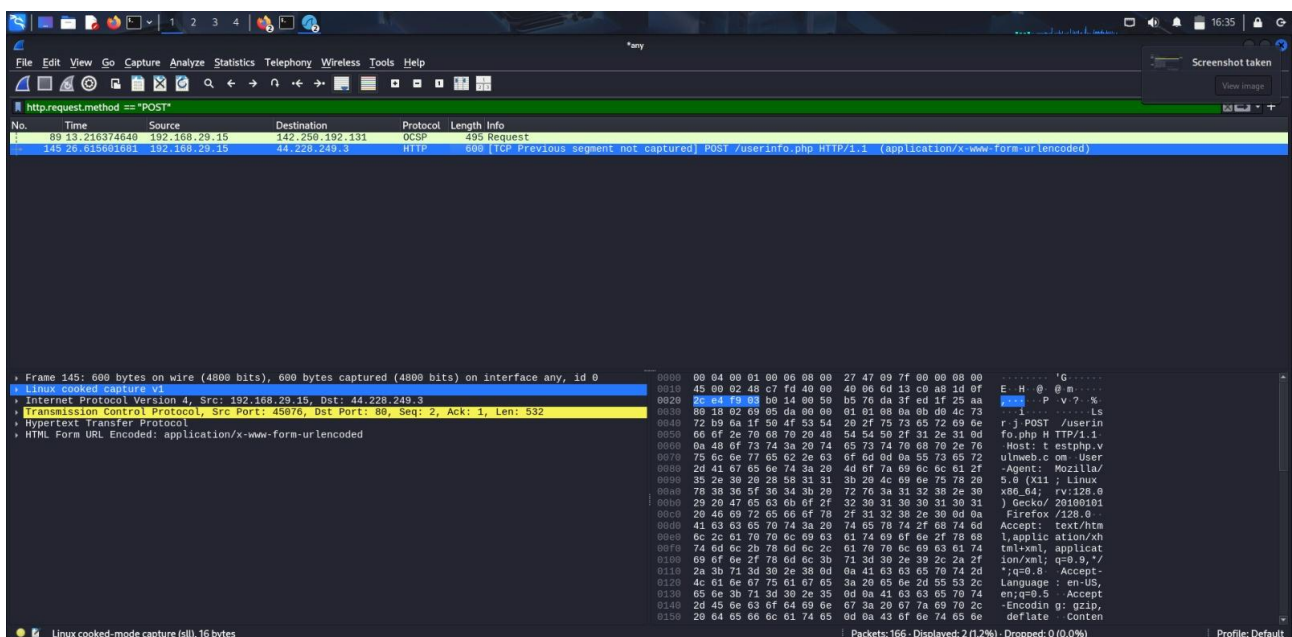 1 2 3 4 16:35
*any
File Edit View Go Capture Analyze Statistics Telephony Wireless Tools Help
Screenshot taken
View image
http.request.method == "POST"
No. Time Source Destination Protocol Length Info
89 13.216374640 192.168.29.15 142.250.192.131 OCSP 495 Request
145 26.615601681 192.168.29.15 44.228.249.3 HTTP 600 [TCP Previous segment not captured] POST /userinfo.php HTTP/1.1 (application/x-www-form-urlencoded)
Frame 145: 600 bytes on wire (4800 bits), 600 bytes captured (4800 bits) on interface any, id 0
Linux cooked capture v1
Internet Protocol Version 4, Src: 192.168.29.15, Dst: 44.228.249.3
Transmission Control Protocol, Src Port: 45076, Dst Port: 80, Seq: 2, Ack: 1, Len: 532
Hypertext Transfer Protocol
HTML Form URL Encoded: application/x-www-form-urlencoded
0000 00 04 00 01 00 06 08 00 27 47 09 7f 00 00 08 00 ········ 'G······
0010 45 00 02 48 c7 fd 40 00 40 06 6d 13 c0 a8 1d 0f E··H··@· @·m·····
0020 2c e4 f9 03 b0 14 00 50 b5 76 da 3f ed 1f 25 aa ,······P ·v·?··%·
0030 80 18 02 69 05 da 00 00 01 01 08 0a 0b d0 4c 73 ···i···· ······Ls
0040 72 b9 6a 1f 50 4f 53 54 20 2f 75 73 65 72 69 6e r·j·POST /userin
0050 66 6f 2e 70 68 70 20 48 54 54 50 2f 31 2e 31 0d fo.php H TTP/1.1·
0060 0a 48 6f 73 74 3a 20 74 65 73 74 70 68 70 2e 76 ·Host: t estphp.v
0070 75 6c 6e 77 65 62 2e 63 6f 6d 0d 0a 55 73 65 72 ulnweb.c om··User
0080 2d 41 67 65 6e 74 3a 20 4d 6f 7a 69 6c 6c 61 2f -Agent: Mozilla/
0090 35 2e 30 20 28 58 31 31 3b 20 4c 69 6e 75 78 20 5.0 (X11 ; Linux
00a0 78 38 36 5f 36 34 3b 20 72 76 3a 31 32 38 2e 30 x86_64; rv:128.0
00b0 29 20 47 65 63 6b 6f 2f 32 30 31 30 30 31 30 31 ) Gecko/ 20100101
00c0 20 46 69 72 65 66 6f 78 2f 31 32 38 2e 30 0d 0a Firefox /128.0··
00d0 41 63 63 65 70 74 3a 20 74 65 78 74 2f 68 74 6d Accept: text/htm
00e0 6c 2c 61 70 70 6c 69 63 61 74 69 6f 6e 2f 78 68 l,applic ation/xh
00f0 74 6d 6c 2b 78 6d 6c 2c 61 70 70 6c 69 63 61 74 tml+xml, applicat
0100 69 6f 6e 2f 78 6d 6c 3b 71 3d 30 2e 39 2c 2a 2f ion/xml; q=0.9,*/
0110 2a 3b 71 3d 30 2e 38 0d 0a 41 63 63 65 70 74 2d *;q=0.8· ·Accept-
0120 4c 61 6e 67 75 61 67 65 3a 20 65 6e 2d 55 53 2c Language : en-US,
0130 65 6e 3b 71 3d 30 2e 35 0d 0a 41 63 63 65 70 74 en;q=0.5 ··Accept
0140 2d 45 6e 63 6f 64 69 6e 67 3a 20 67 7a 69 70 2c -Encodin g: gzip,
0150 20 64 65 66 6c 61 74 65 0d 0a 43 6f 6e 74 65 6e deflate ··Conten
Linux cooked-mode capture (sll), 16 bytes
Packets: 166 · Displayed: 2 (1.2%) · Dropped: 0 (0.0%)
Profile: Default